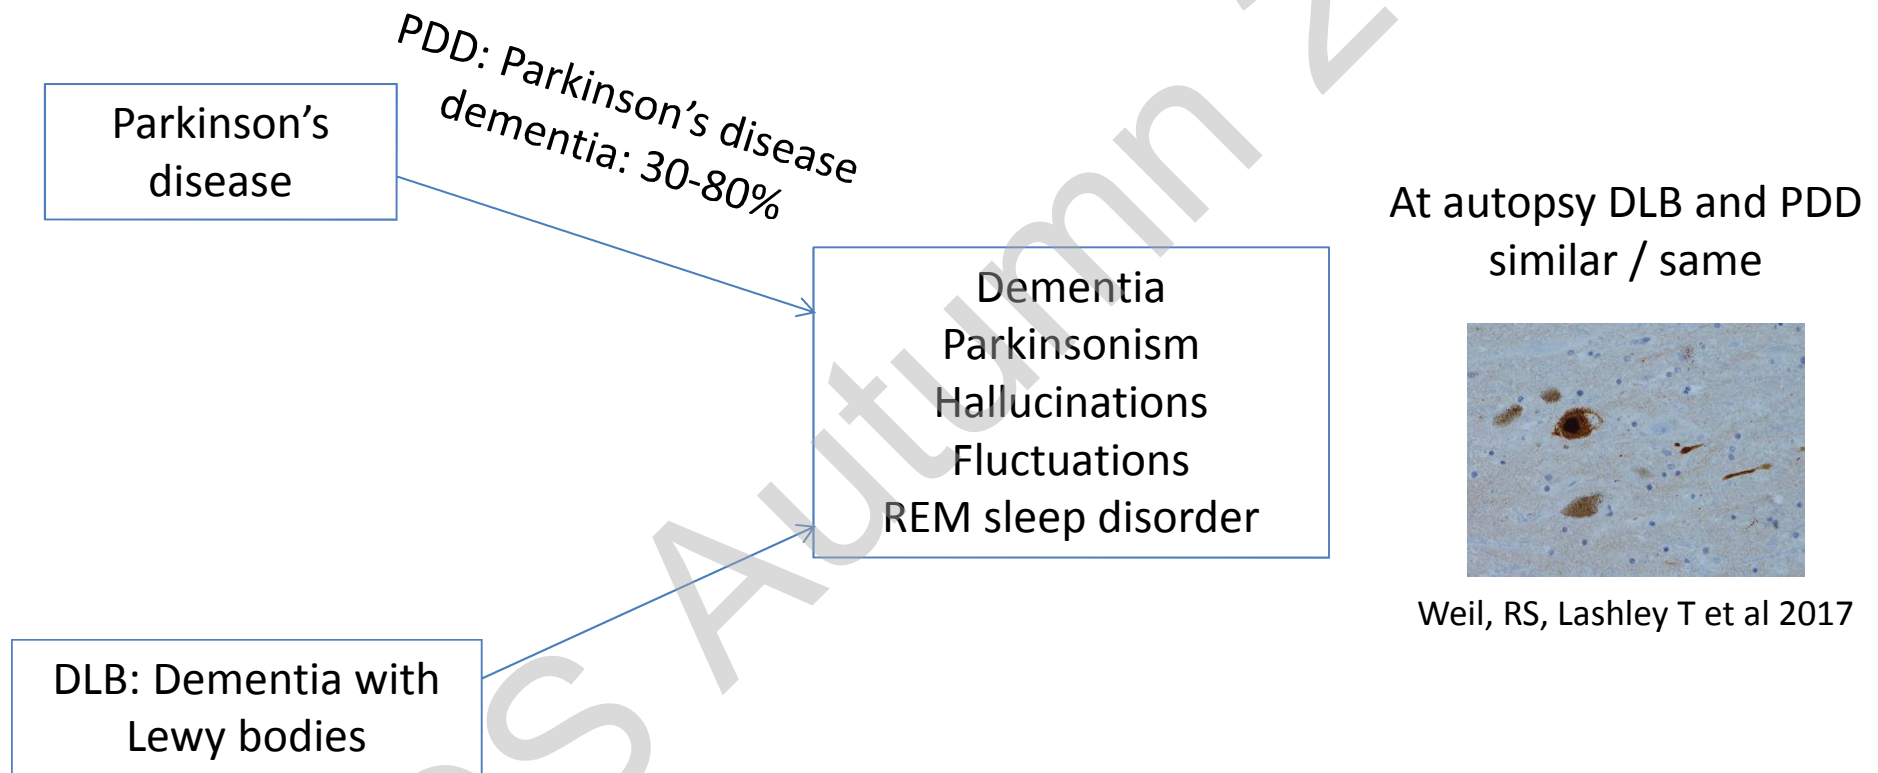 PDD: Parkinson's disease
dementia: 30-80%
Parkinson's
disease
At autopsy DLB and PDD
similar / same
Dementia
Parkinsonism
Hallucinations
Fluctuations
REM sleep disorder
Weil, RS, Lashley T et al 2017
DLB: Dementia with
Lewy bodies
Autumn